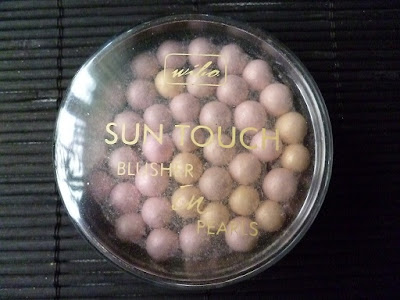 wibo
SUN TOUCH
BLUSHER
in
PEARLS